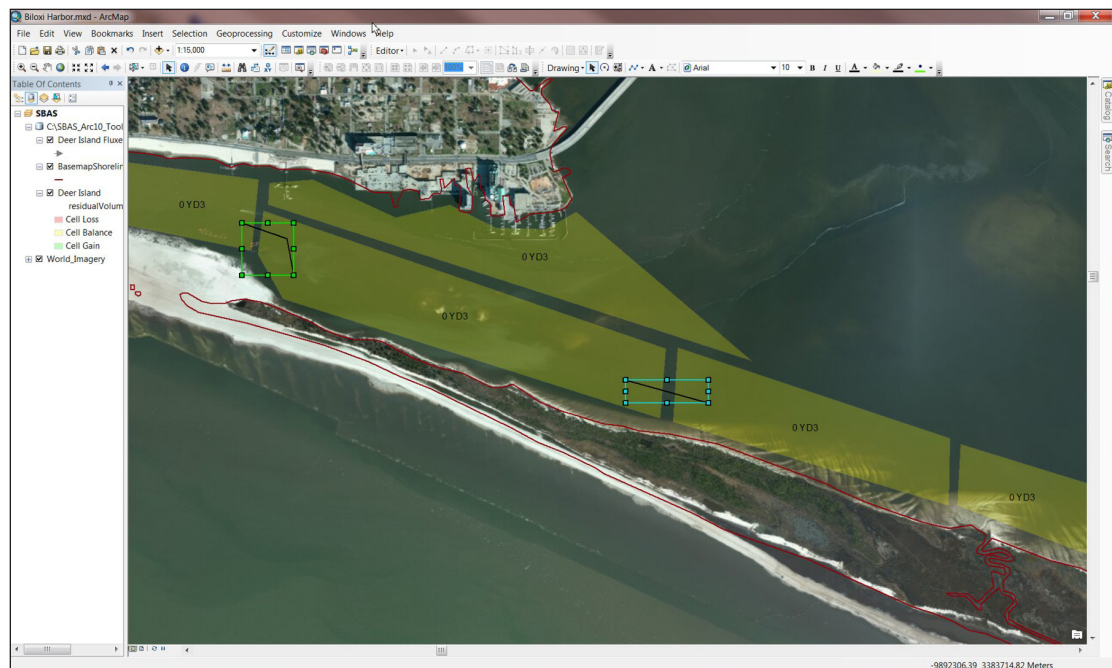 Biloxi Harbor.mxd - ArcMap
File Edit View Bookmarks Insert Selection Geoprocessing Customize Windows Help
1:15,000 Editor
Drawing A Arial 10 B I U A
Table Of Contents
SBAS
C:\SBAS_Arc10_Tool
Deer Island Fluxe
BasemapShorelin
Deer Island
residualVolum
Cell Loss
Cell Balance
Cell Gain
World_Imagery
Catalog
Search
0 YD3
0 YD3
0 YD3
0 YD3
0 YD3
-9892306.39 3383714.82 Meters